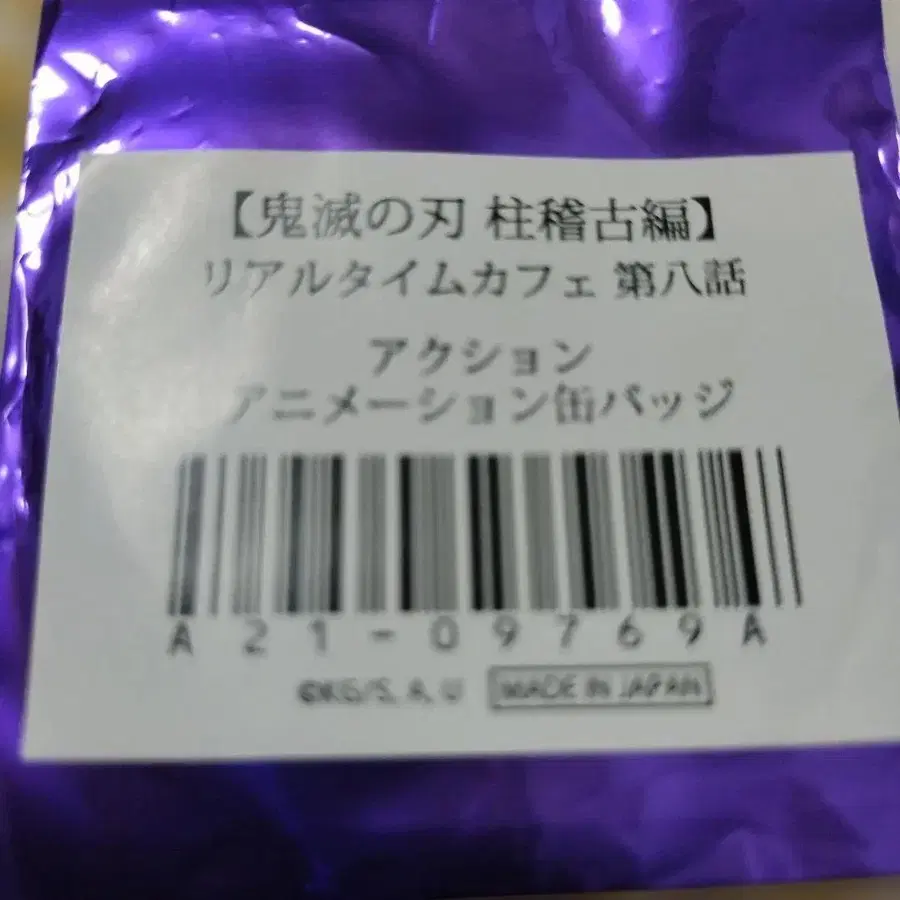 【鬼滅の刃 柱稽古編】
リアルタイムカフェ 第八話
アクション
アニメーション缶バッジ
A21-09769A
©KG/S, A, U MADE IN JAPAN